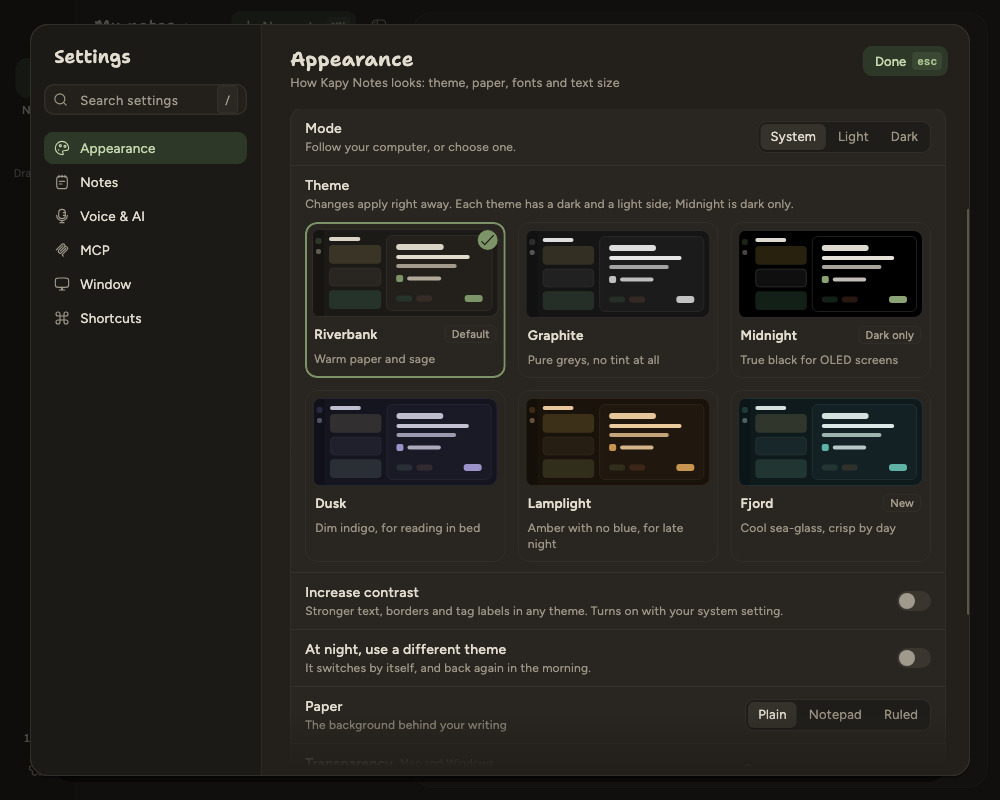 My notes
Settings
Search settings /
Appearance
Notes
Voice & AI
MCP
Window
Shortcuts
Appearance
How Kapy Notes looks: theme, paper, fonts and text size
Done esc
Mode
Follow your computer, or choose one.
System Light Dark
Theme
Changes apply right away. Each theme has a dark and a light side; Midnight is dark only.
Riverbank Default
Warm paper and sage
Graphite
Pure greys, no tint at all
Midnight Dark only
True black for OLED screens
Dusk
Dim indigo, for reading in bed
Lamplight
Amber with no blue, for late
night
Fjord New
Cool sea-glass, crisp by day
Increase contrast
Stronger text, borders and tag labels in any theme. Turns on with your system setting.
At night, use a different theme
It switches by itself, and back again in the morning.
Paper
The background behind your writing
Plain Notepad Ruled
Transparency Mac and Windows